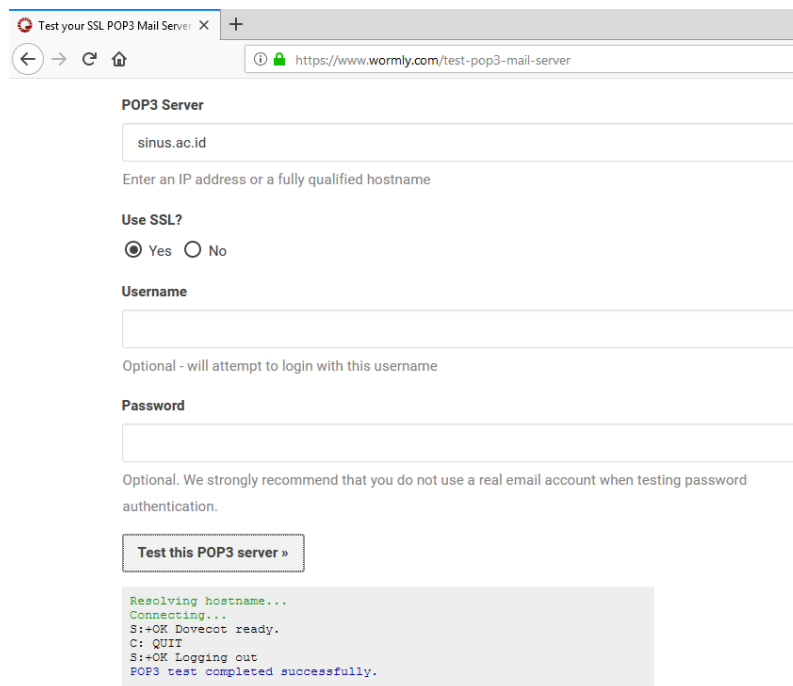 Test your SSL POP3 Mail Server
https://www.wormly.com/test-pop3-mail-server
POP3 Server
sinus.ac.id
Enter an IP address or a fully qualified hostname
Use SSL?
Yes No
Username
Optional - will attempt to login with this username
Password
Optional. We strongly recommend that you do not use a real email account when testing password
authentication.
Test this POP3 server »
Resolving hostname...
Connecting...
S:+OK Dovecot ready.
C: QUIT
S:+OK Logging out
POP3 test completed successfully.